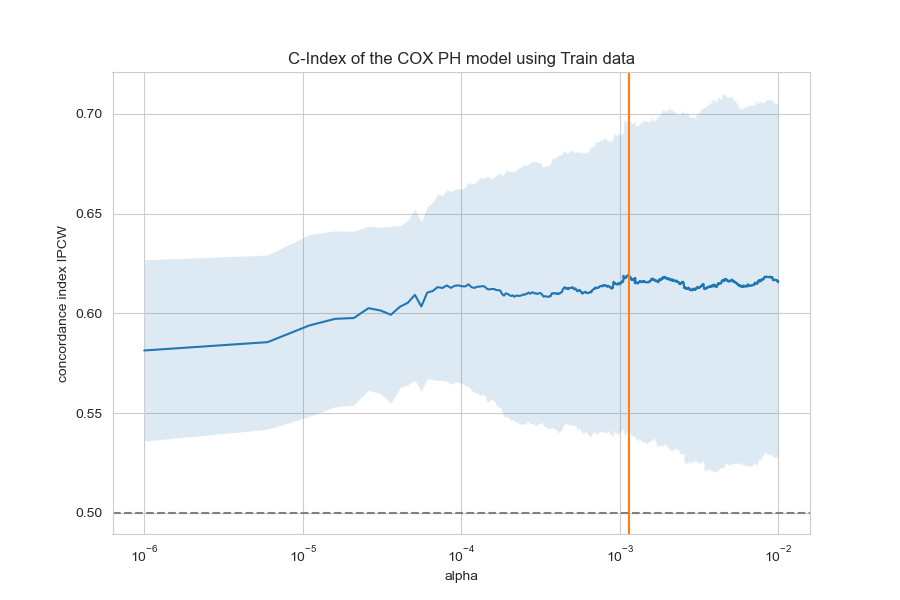 C-Index of the COX PH model using Train data
concordance index IPCW
0.70
0.65
0.60
0.55
0.50
10⁻⁶ 10⁻⁵ 10⁻⁴ 10⁻³ 10⁻²
alpha